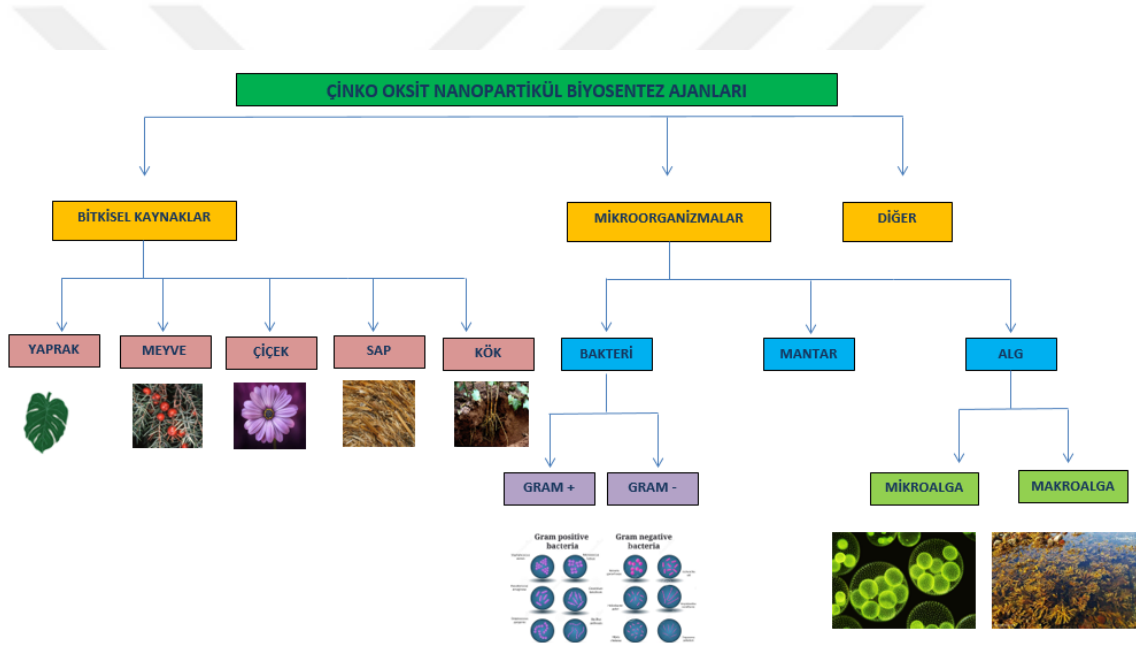 ÇİNKO OKSİT NANOPARTİKÜL BİYOSENTEZ AJANLARI
BİTKİSEL KAYNAKLAR
MİKROORGANİZMALAR
DİĞER
YAPRAK
MEYVE
ÇİÇEK
SAP
KÖK
BAKTERİ
MANTAR
ALG
GRAM +
GRAM -
MİKROALGA
MAKROALGA
Gram positive
bacteria
Gram negative
bacteria